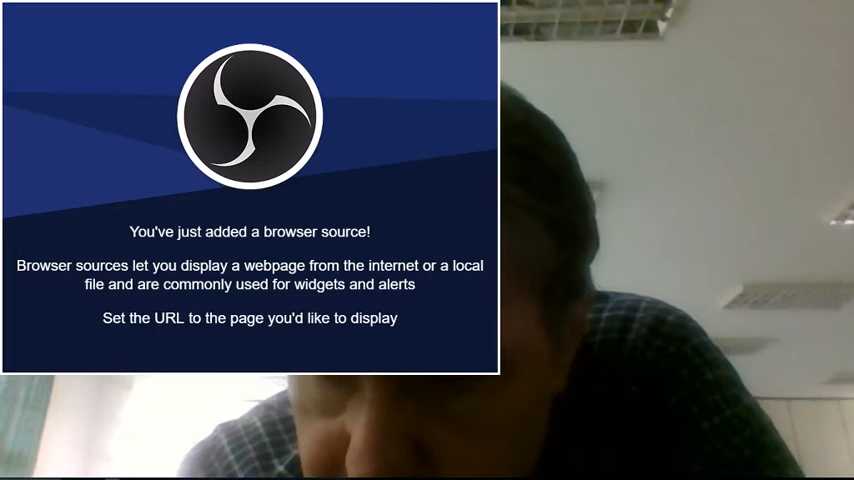 You've just added a browser source!
Browser sources let you display a webpage from the internet or a local
file and are commonly used for widgets and alerts
Set the URL to the page you'd like to display